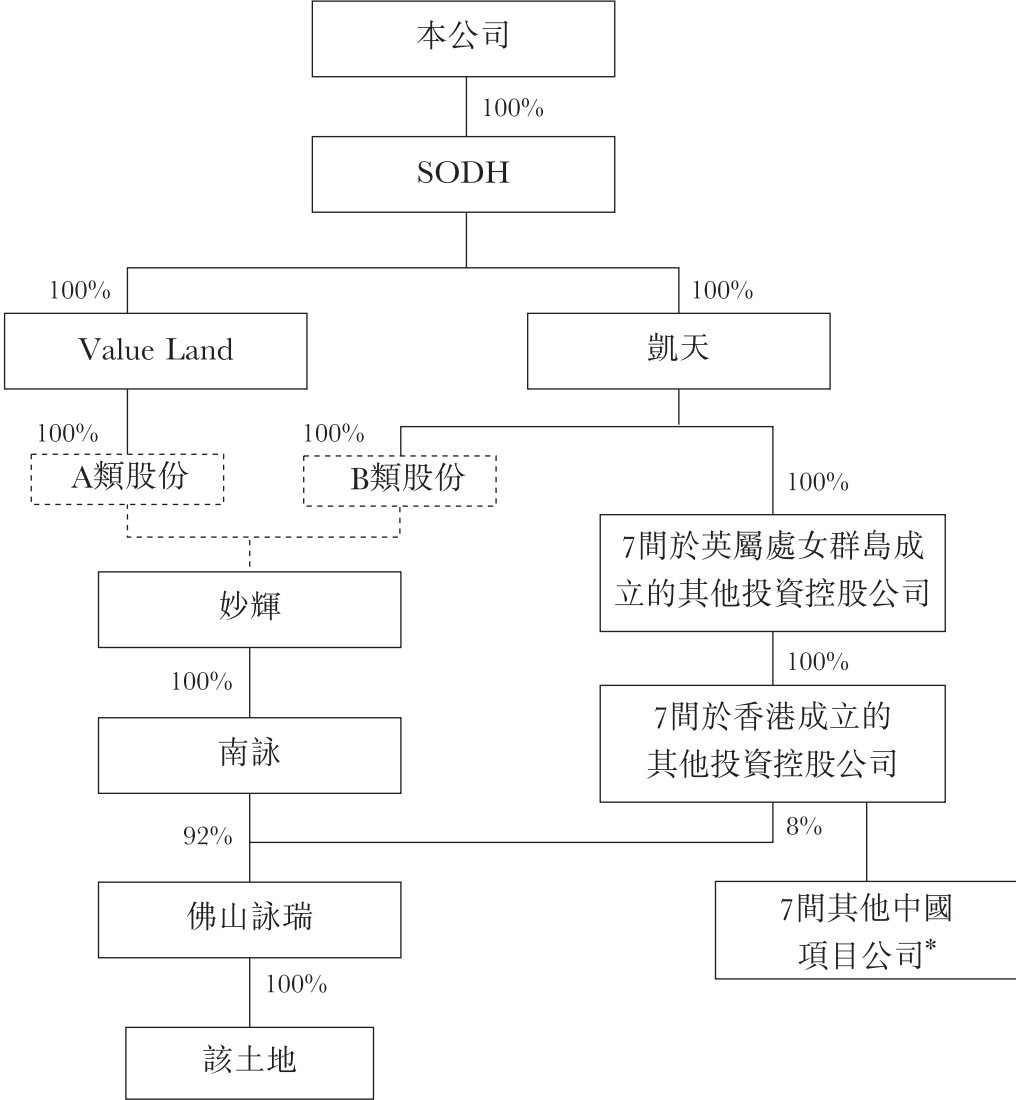 本公司
100%
SODH
100%
100%
Value Land
凱天
100%
100%
A類股份
B類股份
100%
7間於英屬處女群島成
立的其他投資控股公司
妙輝
100%
100%
7間於香港成立的
其他投資控股公司
南詠
92%
8%
佛山詠瑞
7間其他中國
項目公司*
100%
該土地